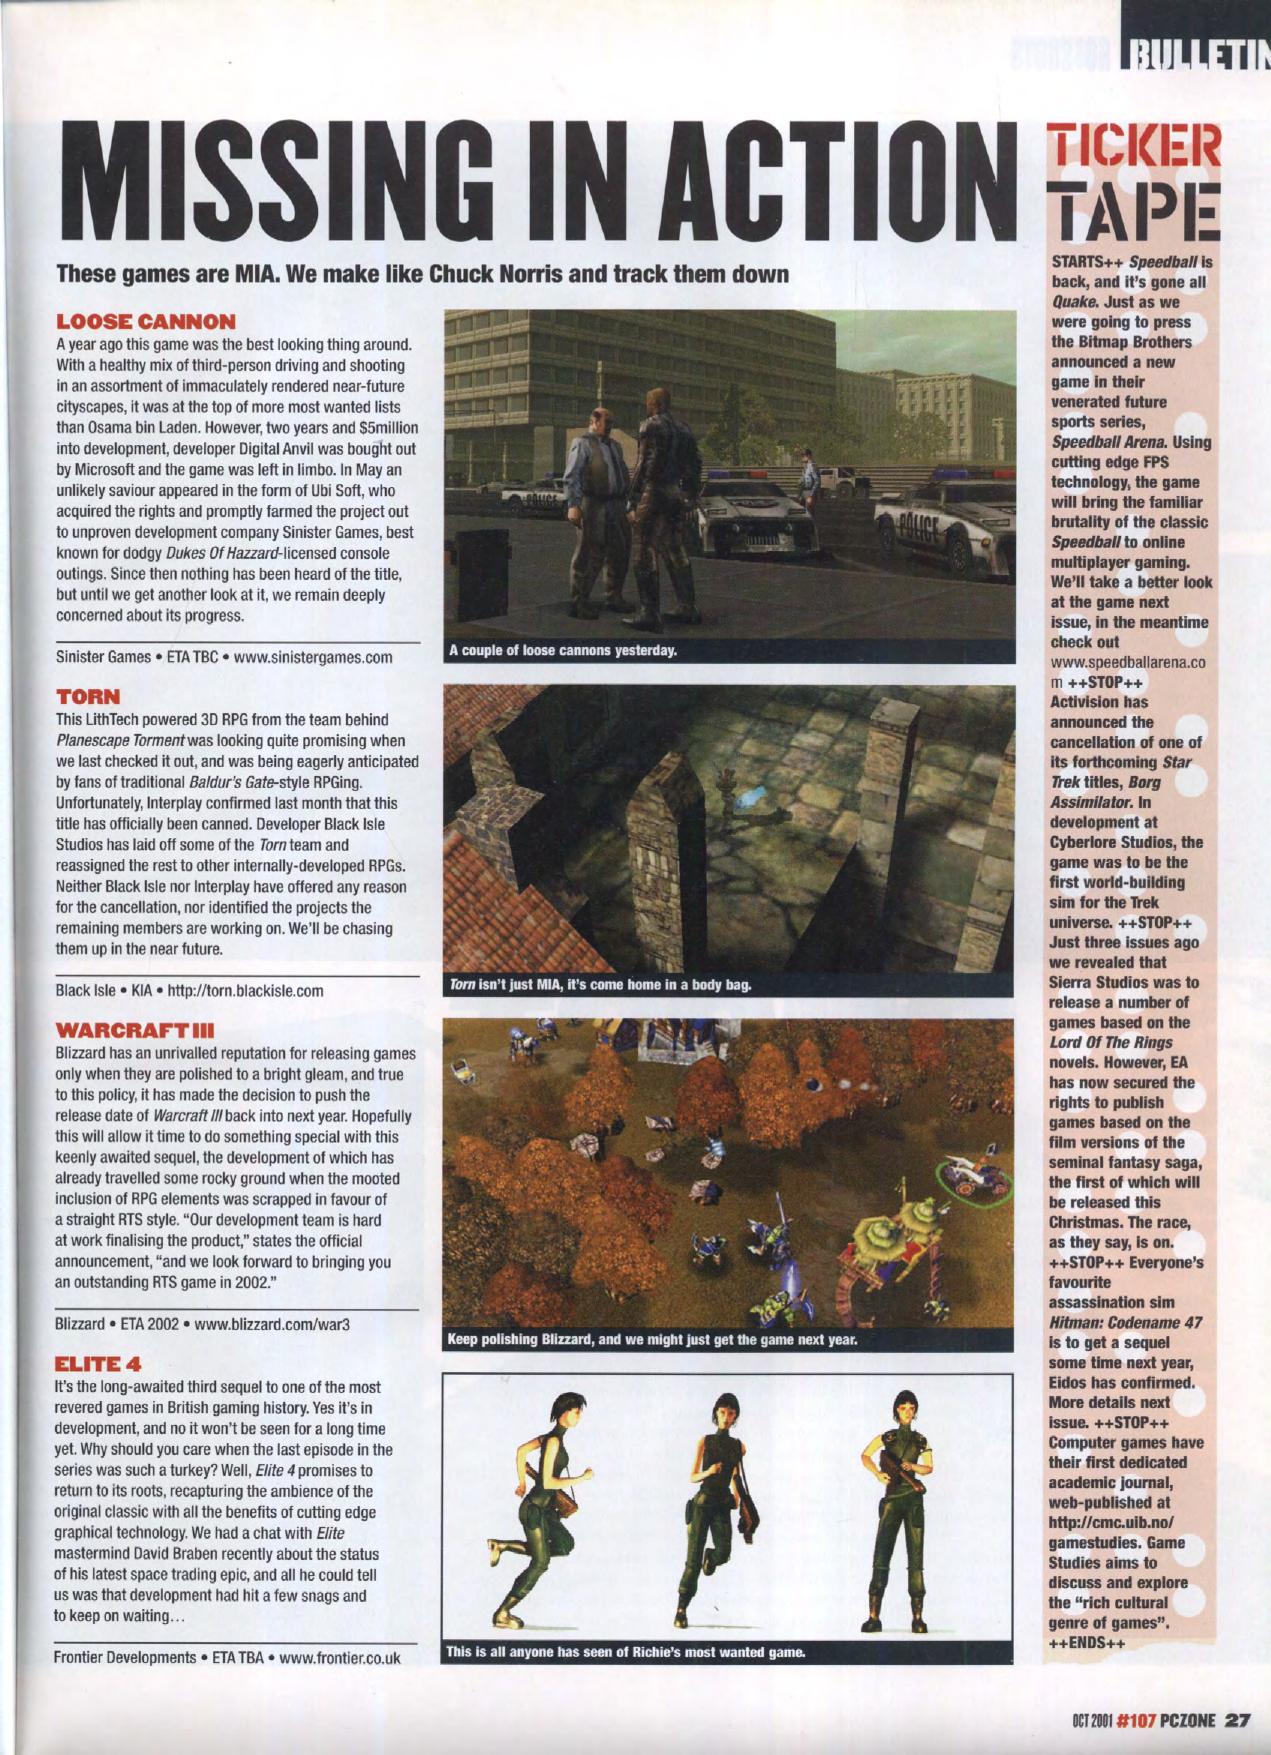 BULLETIN
MISSING IN ACTION
These games are MIA. We make like Chuck Norris and track them down
LOOSE CANNON
A year ago this game was the best looking thing around.
With a healthy mix of third-person driving and shooting
in an assortment of immaculately rendered near-future
cityscapes, it was at the top of more most wanted lists
than Osama bin Laden. However, two years and $5million
into development, developer Digital Anvil was bought out
by Microsoft and the game was left in limbo. In May an
unlikely saviour appeared in the form of Ubi Soft, who
acquired the rights and promptly farmed the project out
to unproven development company Sinister Games, best
known for dodgy Dukes Of Hazzard-licensed console
outings. Since then nothing has been heard of the title,
but until we get another look at it, we remain deeply
concerned about its progress.
Sinister Games • ETA TBC • www.sinistergames.com
POLICE
POLICE
A couple of loose cannons yesterday.
TORN
This LithTech powered 3D RPG from the team behind
Planescape Torment was looking quite promising when
we last checked it out, and was being eagerly anticipated
by fans of traditional Baldur's Gate-style RPGing.
Unfortunately, Interplay confirmed last month that this
title has officially been canned. Developer Black Isle
Studios has laid off some of the Torn team and
reassigned the rest to other internally-developed RPGs.
Neither Black Isle nor Interplay have offered any reason
for the cancellation, nor identified the projects the
remaining members are working on. We'll be chasing
them up in the near future.
Black Isle • KIA • http://torn.blackisle.com
Torn isn't just MIA, it's come home in a body bag.
WARCRAFT III
Blizzard has an unrivalled reputation for releasing games
only when they are polished to a bright gleam, and true
to this policy, it has made the decision to push the
release date of Warcraft III back into next year. Hopefully
this will allow it time to do something special with this
keenly awaited sequel, the development of which has
already travelled some rocky ground when the mooted
inclusion of RPG elements was scrapped in favour of
a straight RTS style. “Our development team is hard
at work finalising the product,” states the official
announcement, “and we look forward to bringing you
an outstanding RTS game in 2002.”
Blizzard • ETA 2002 • www.blizzard.com/war3
Keep polishing Blizzard, and we might just get the game next year.
ELITE 4
It's the long-awaited third sequel to one of the most
revered games in British gaming history. Yes it's in
development, and no it won't be seen for a long time
yet. Why should you care when the last episode in the
series was such a turkey? Well, Elite 4 promises to
return to its roots, recapturing the ambience of the
original classic with all the benefits of cutting edge
graphical technology. We had a chat with Elite
mastermind David Braben recently about the status
of his latest space trading epic, and all he could tell
us was that development had hit a few snags and
to keep on waiting…
Frontier Developments • ETA TBA • www.frontier.co.uk
This is all anyone has seen of Richie's most wanted game.
TICKER
TAPE
STARTS++ Speedball is
back, and it's gone all
Quake. Just as we
were going to press
the Bitmap Brothers
announced a new
game in their
venerated future
sports series,
Speedball Arena. Using
cutting edge FPS
technology, the game
will bring the familiar
brutality of the classic
Speedball to online
multiplayer gaming.
We'll take a better look
at the game next
issue, in the meantime
check out
www.speedballarena.co
m ++STOP++
Activision has
announced the
cancellation of one of
its forthcoming Star
Trek titles, Borg
Assimilator. In
development at
Cyberlore Studios, the
game was to be the
first world-building
sim for the Trek
universe. ++STOP++
Just three issues ago
we revealed that
Sierra Studios was to
release a number of
games based on the
Lord Of The Rings
novels. However, EA
has now secured the
rights to publish
games based on the
film versions of the
seminal fantasy saga,
the first of which will
be released this
Christmas. The race,
as they say, is on.
++STOP++ Everyone's
favourite
assassination sim
Hitman: Codename 47
is to get a sequel
some time next year,
Eidos has confirmed.
More details next
issue. ++STOP++
Computer games have
their first dedicated
academic journal,
web-published at
http://cmc.uib.no/
gamestudies. Game
Studies aims to
discuss and explore
the “rich cultural
genre of games”.
++ENDS++
OCT 2001 #107 PCZONE 27